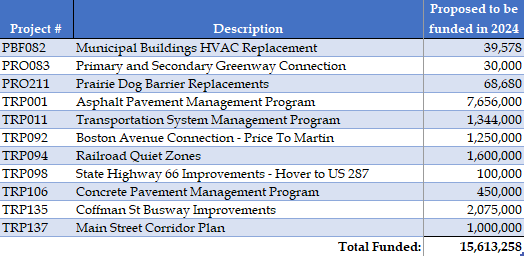 Project # Description Proposed to be funded in 2024
PBF082 Municipal Buildings HVAC Replacement 39,578
PRO083 Primary and Secondary Greenway Connection 30,000
PRO211 Prairie Dog Barrier Replacements 68,680
TRP001 Asphalt Pavement Management Program 7,656,000
TRP011 Transportation System Management Program 1,344,000
TRP092 Boston Avenue Connection - Price To Martin 1,250,000
TRP094 Railroad Quiet Zones 1,600,000
TRP098 State Highway 66 Improvements - Hover to US 287 100,000
TRP106 Concrete Pavement Management Program 450,000
TRP135 Coffman St Busway Improvements 2,075,000
TRP137 Main Street Corridor Plan 1,000,000
Total Funded: 15,613,258